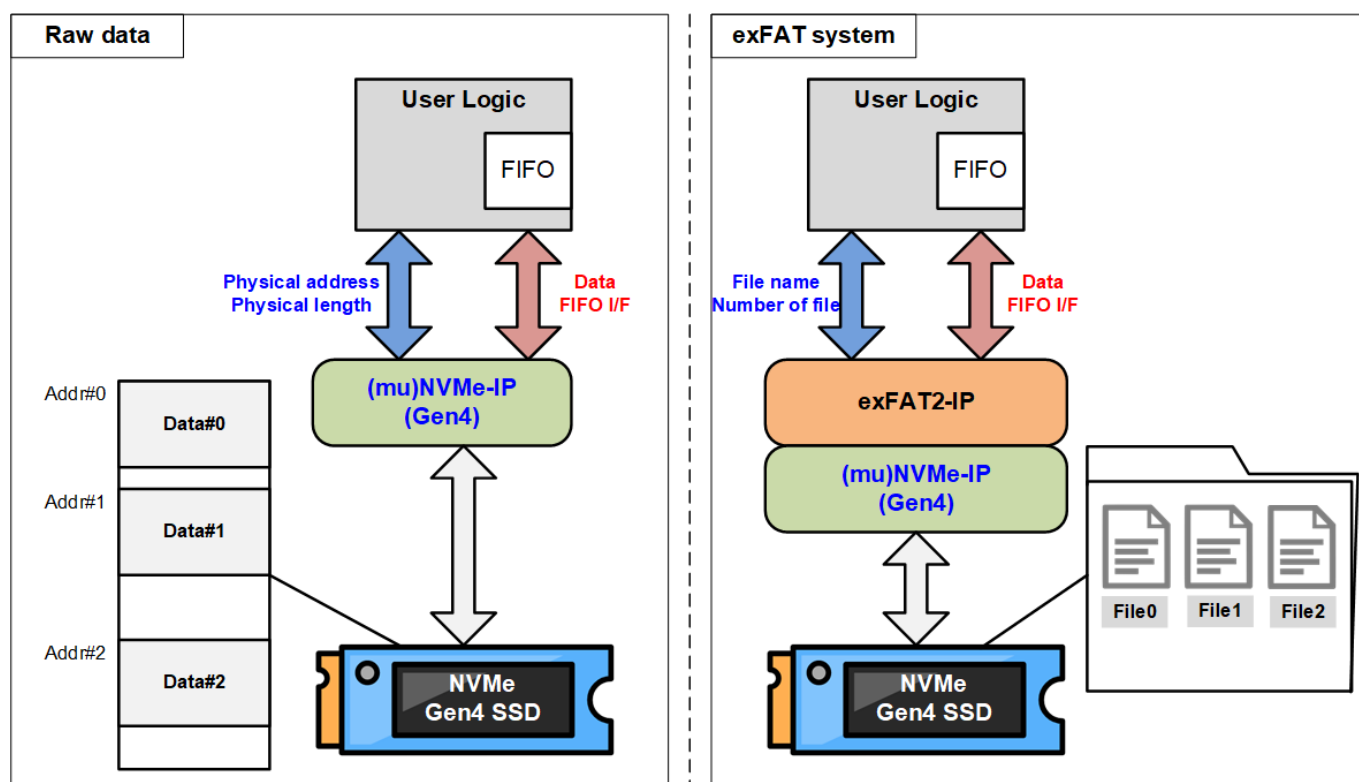 Raw data
User Logic
FIFO
Physical address
Physical length
Data
FIFO I/F
(mu)NVMe-IP
(Gen4)
Addr#0
Data#0
Addr#1
Data#1
Addr#2
Data#2
NVMe
Gen4 SSD
exFAT system
User Logic
FIFO
File name
Number of file
Data
FIFO I/F
exFAT2-IP
(mu)NVMe-IP
(Gen4)
File0
File1
File2
NVMe
Gen4 SSD